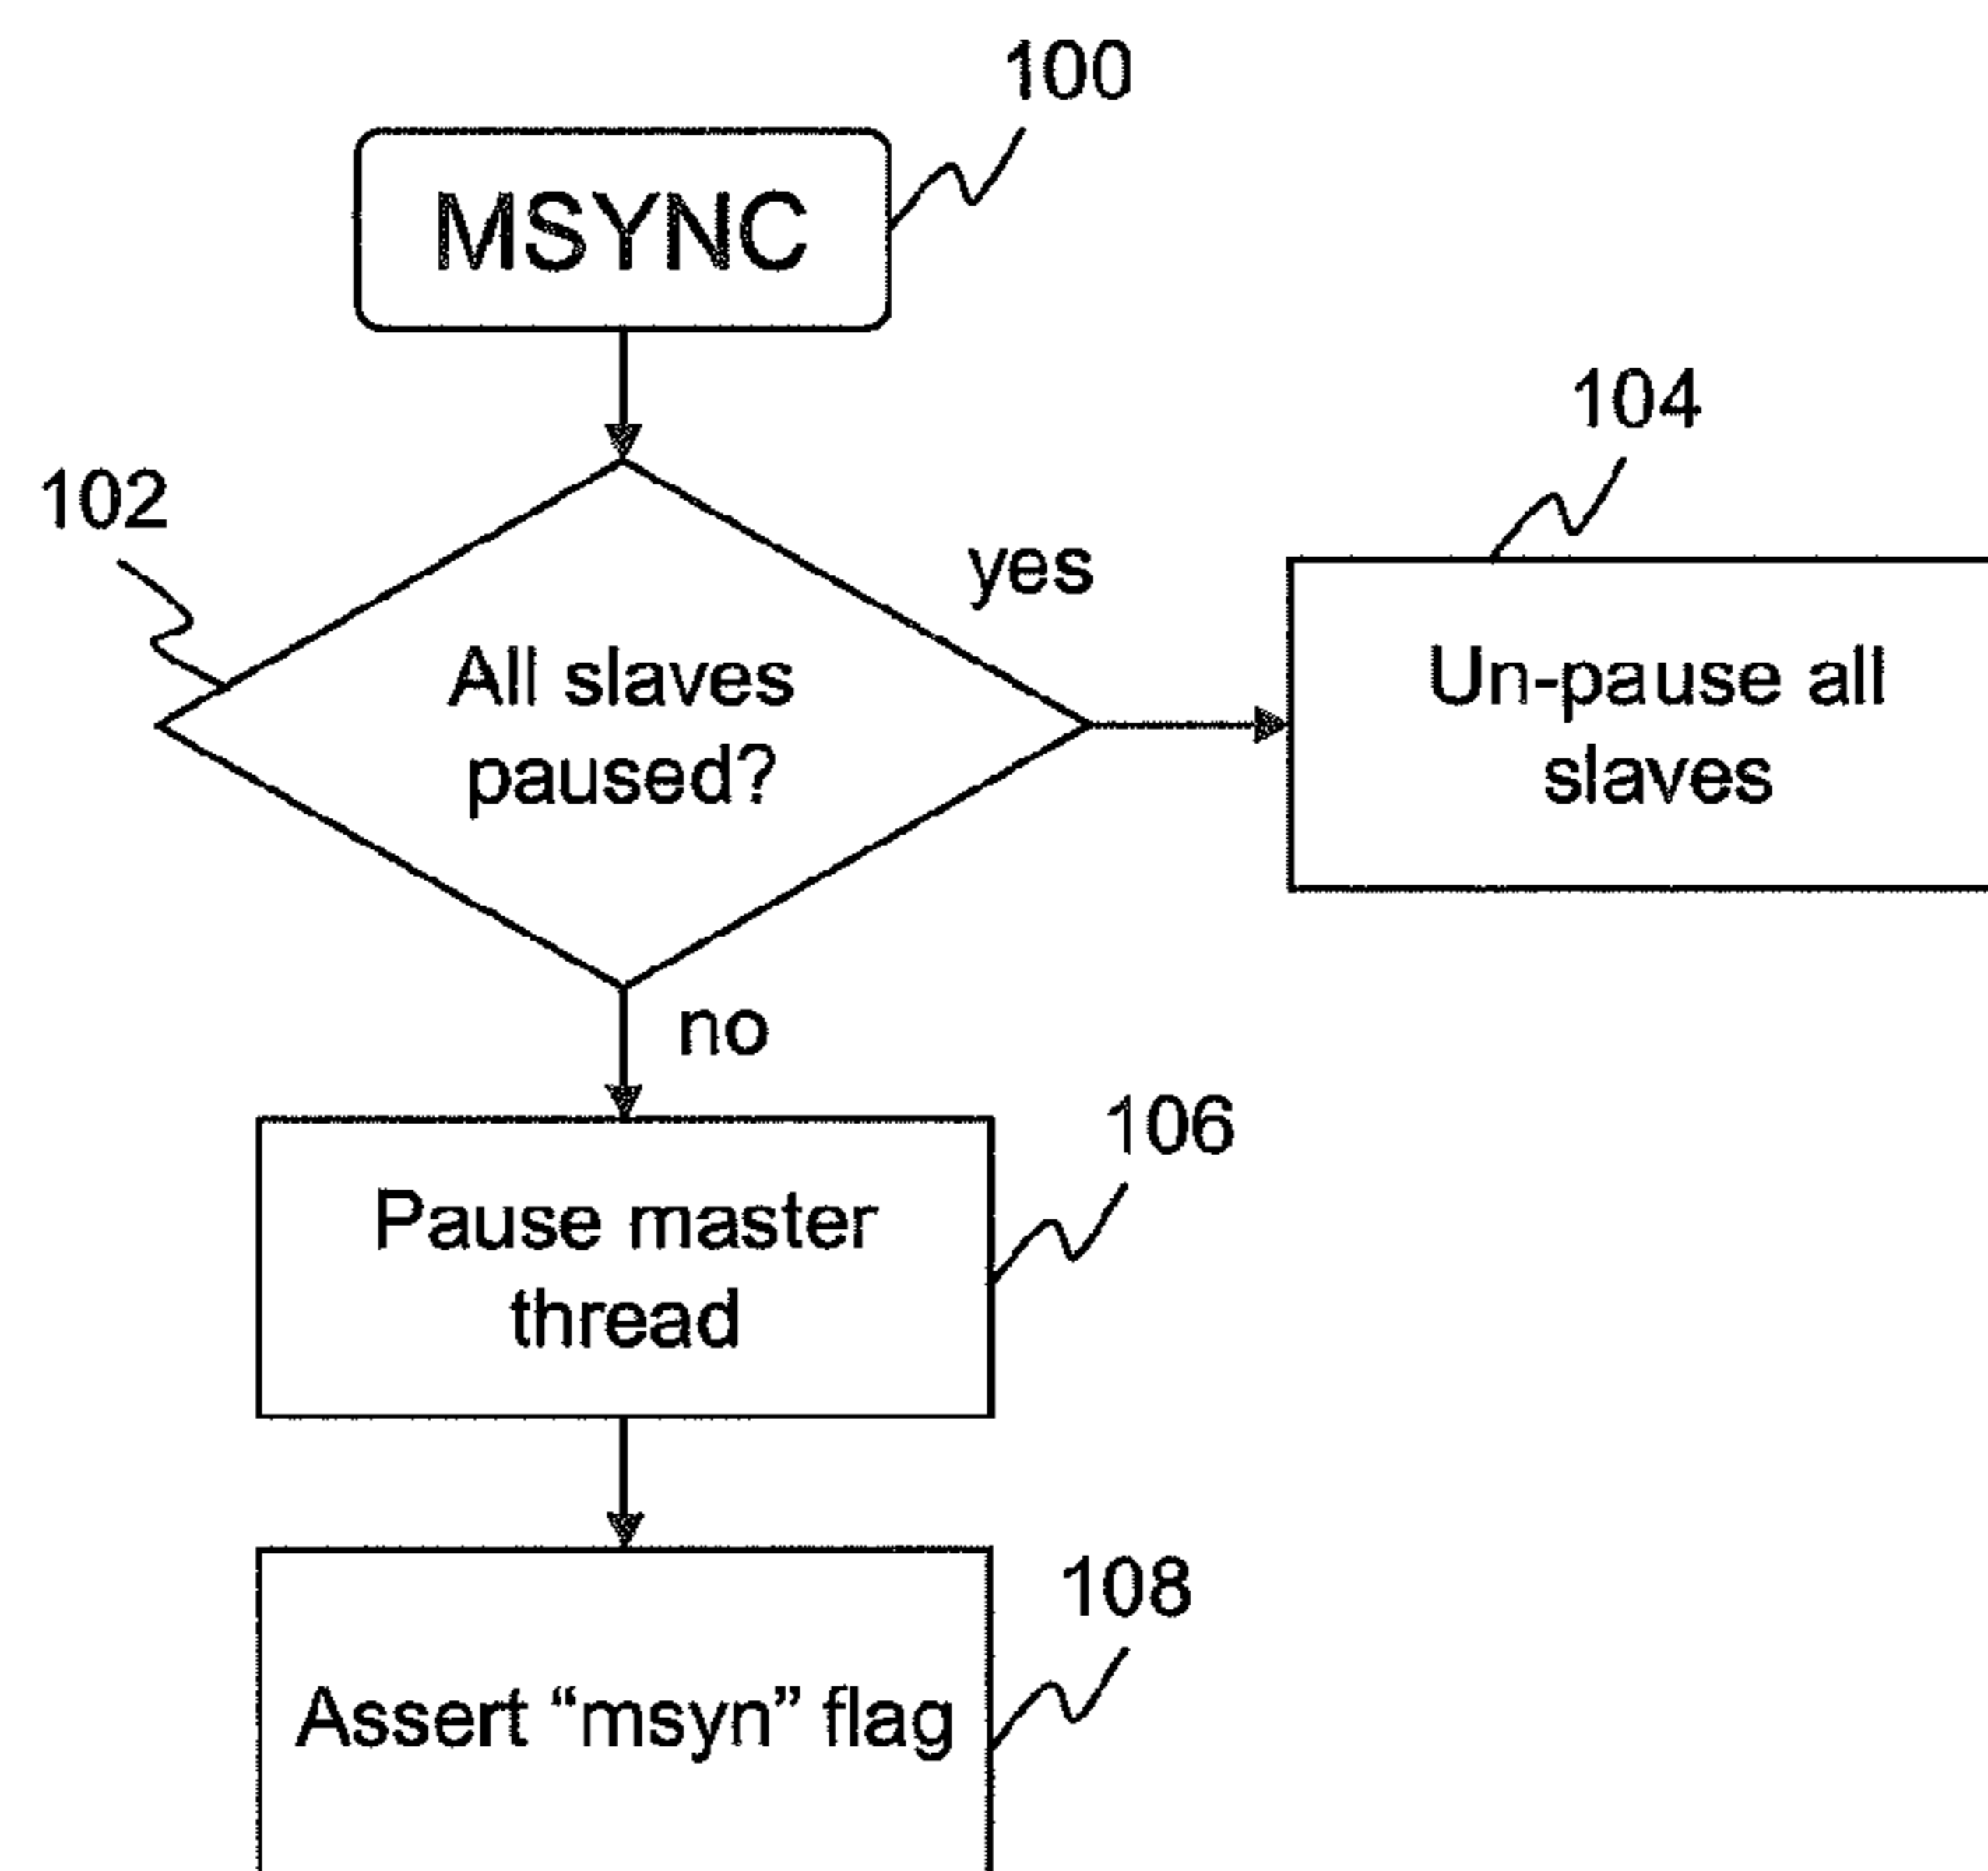 100
MSYNC
104
102
yes
All slaves
paused?
Un-pause all
slaves
no
106
Pause master
thread
108
Assert “msyn” flag